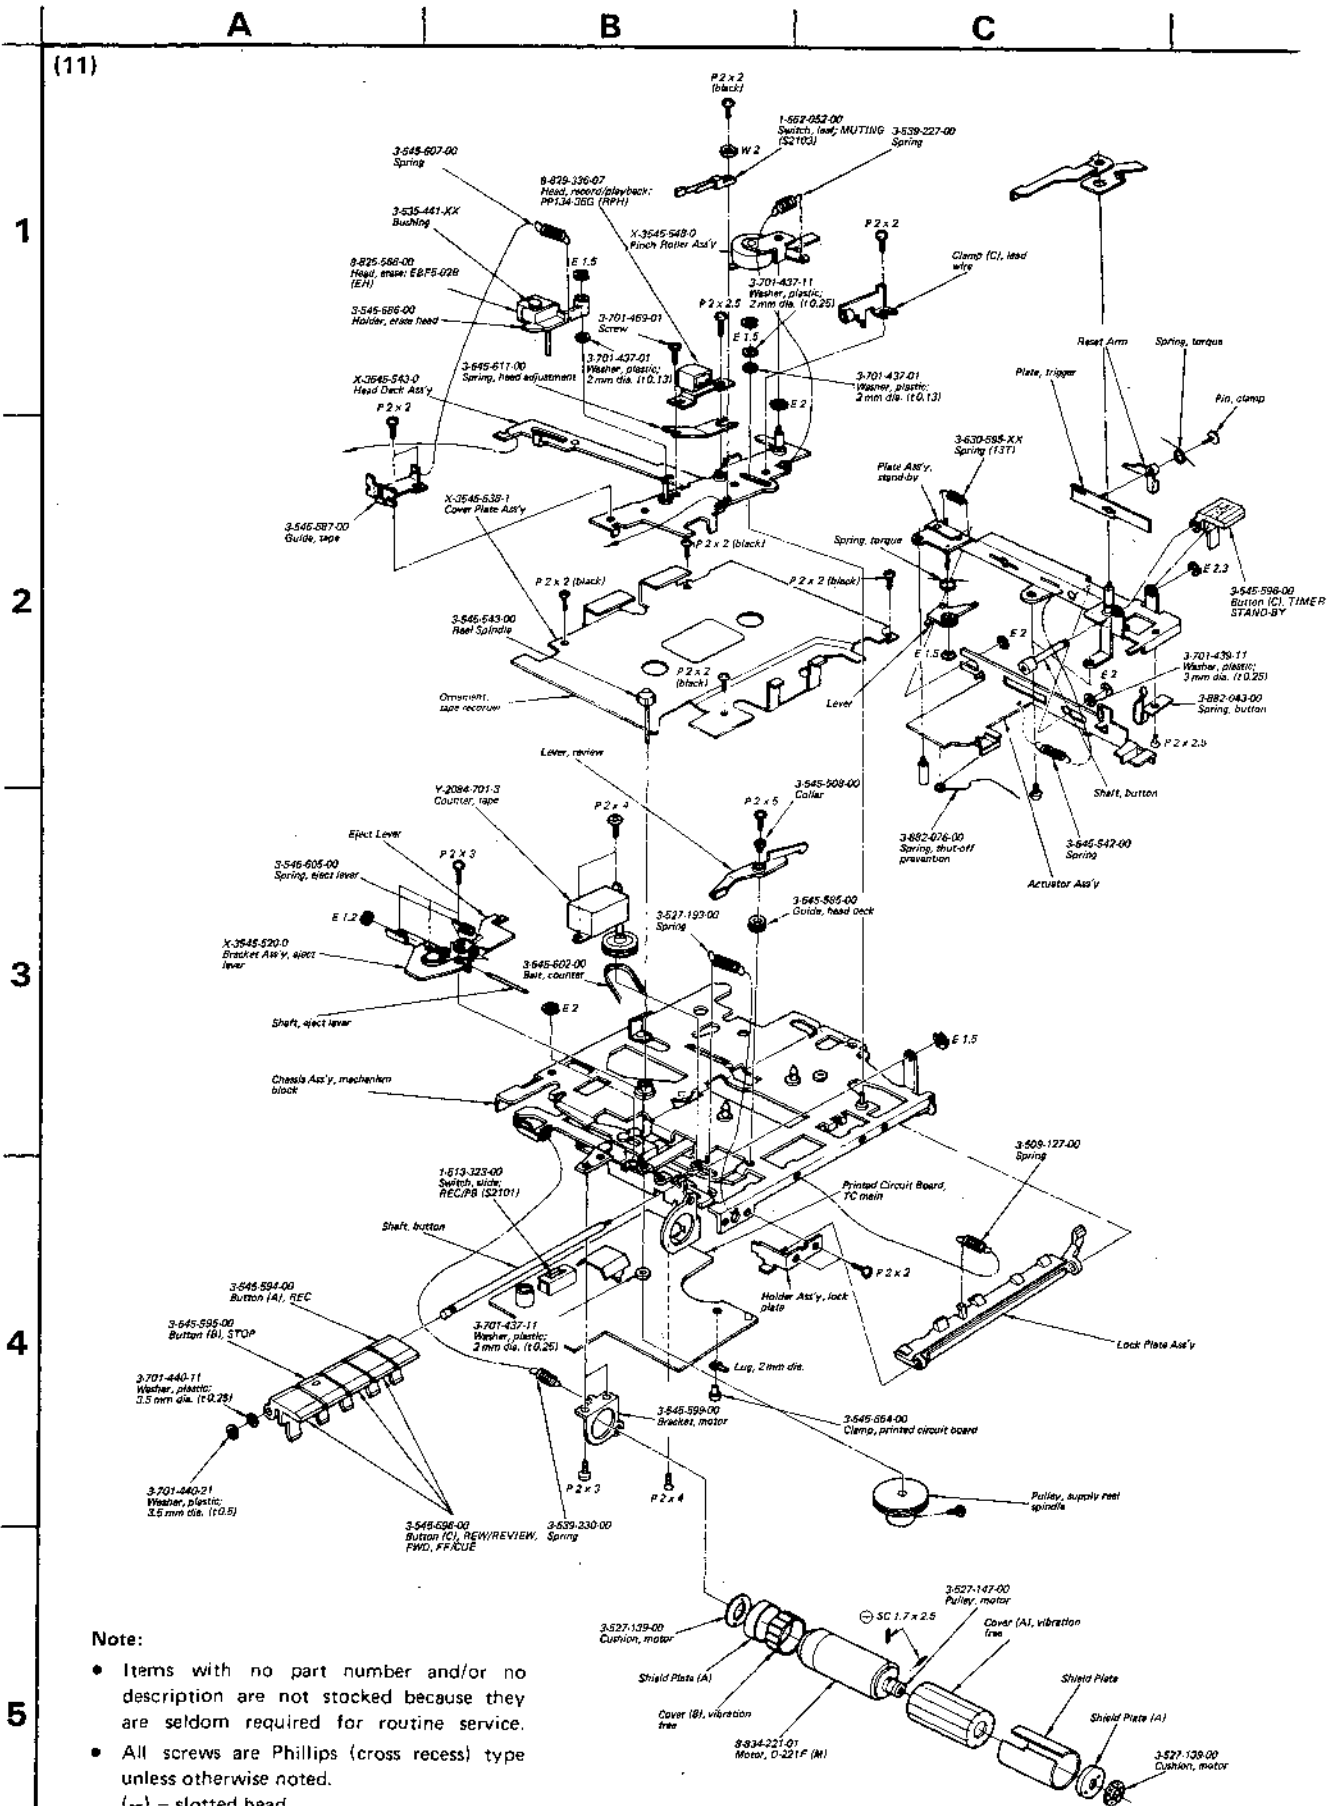 A
B
C
(11)
1
P 2 x 2
(black)
W 2
1-562-052-00
Switch, leaf; MUTING
(S2103)
3-539-227-00
Spring
3-545-607-00
Spring
8-829-336-07
Head, record/playback;
PP134-36G (RPH)
3-535-441-XX
Bushing
X-3545-548-0
Pinch Roller Ass'y
P 2 x 2
8-825-588-00
Head, erase; EBF5-02B
(EH)
E 1.5
Clamp (C), lead
wire
3-701-437-11
Washer, plastic;
2 mm dia. (t 0.25)
3-545-586-00
Holder, erase head
3-701-469-01
Screw
P 2 x 2.5
E 1.5
3-701-437-01
Washer, plastic;
2 mm dia. (t 0.13)
3-545-611-00
Spring, head adjustment
3-701-437-01
Washer, plastic;
2 mm dia. (t 0.13)
X-3545-543-0
Head Deck Ass'y
P 2 x 2
E 2
Reset Arm
Spring, torque
Plate, trigger
Pin, clamp
2
3-630-595-XX
Spring (13T)
Plate Ass'y,
stand-by
X-3545-538-1
Cover Plate Ass'y
3-545-587-00
Guide, tape
P 2 x 2 (black)
Spring, torque
P 2 x 2 (black)
P 2 x 2 (black)
E 2.3
3-545-596-00
Button (C), TIMER
STAND-BY
3-545-543-00
Reel Spindle
E 2
E 1.5
3-701-439-11
Washer, plastic;
3 mm dia. (t 0.25)
P 2 x 2
(black)
E 2
Ornament,
tape recorder
Lever
3-882-043-00
Spring, button
P 2 x 2.5
Lever, review
Shaft, button
3
Y-2084-701-3
Counter, tape
P 2 x 4
P 2 x 5
3-545-508-00
Collar
3-882-076-00
Spring, shut-off
prevention
3-545-542-00
Spring
Actuator Ass'y
Eject Lever
P 2 x 3
3-545-605-00
Spring, eject lever
E 1.2
3-545-585-00
Guide, head deck
3-527-193-00
Spring
X-3545-520-0
Bracket Ass'y, eject
lever
3-545-602-00
Belt, counter
Shaft, eject lever
E 2
E 1.5
Chassis Ass'y, mechanism
block
4
3-509-127-00
Spring
1-513-323-00
Switch, slide;
REC/PB (S2101)
Printed Circuit Board,
TC main
Shaft, button
P 2 x 2
Holder Ass'y, lock
plate
3-545-594-00
Button (A), REC
3-545-595-00
Button (B), STOP
3-701-437-11
Washer, plastic;
2 mm dia. (t 0.25)
Lock Plate Ass'y
3-701-440-11
Washer, plastic;
3.5 mm dia. (t 0.25)
Lug, 2 mm dia.
3-545-599-00
Bracket, motor
3-545-554-00
Clamp, printed circuit board
3-701-440-21
Washer, plastic;
3.5 mm dia. (t 0.5)
P 2 x 3
P 2 x 4
Pulley, supply reel
spindle
3-545-596-00
Button (C), REW/REVIEW,
FWD, FF/CUE
3-539-230-00
Spring
5
3-527-147-00
Pulley, motor
SC 1.7 x 2.5
3-527-139-00
Cushion, motor
Cover (A), vibration
free
Shield Plate (A)
Shield Plate
Cover (B), vibration
free
Shield Plate (A)
8-834-221-01
Motor, D-221F (M)
3-527-139-00
Cushion, motor
Note:
● Items with no part number and/or no
description are not stocked because they
are seldom required for routine service.
● All screws are Phillips (cross recess) type
unless otherwise noted.
(—) = slotted head